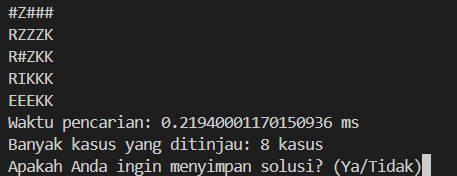 #Z###
RZZZK
R#ZKK
RIKKK
EEEKK
Waktu pencarian: 0.21940001170150936 ms
Banyak kasus yang ditinjau: 8 kasus
Apakah Anda ingin menyimpan solusi? (Ya/Tidak)